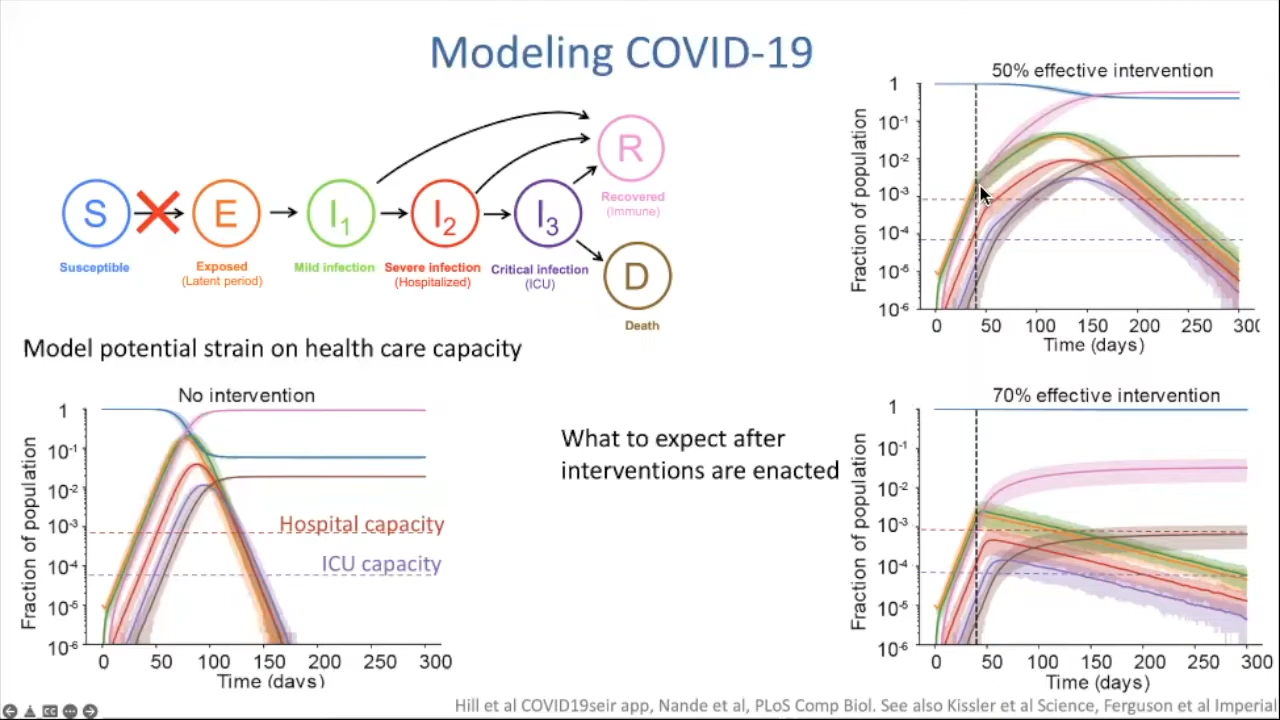 Modeling COVID-19
S
E
I1
I2
I3
R
D
Susceptible
Exposed
(Latent period)
Mild infection
Severe infection
(Hospitalized)
Critical infection
(ICU)
Recovered
(Immune)
Death
Model potential strain on health care capacity
No intervention
Fraction of population
1
10-1
10-2
10-3
10-4
10-5
10-6
Hospital capacity
ICU capacity
0 50 100 150 200 250 300
Time (days)
What to expect after
interventions are enacted
50% effective intervention
Fraction of population
1
10-1
10-2
10-3
10-4
10-5
10-6
0 50 100 150 200 250 300
Time (days)
70% effective intervention
Fraction of population
1
10-1
10-2
10-3
10-4
10-5
10-6
0 50 100 150 200 250 300
Time (days)
Hill et al COVID19seir app, Nande et al, PLoS Comp Biol. See also Kissler et al Science, Ferguson et al Imperial
CC